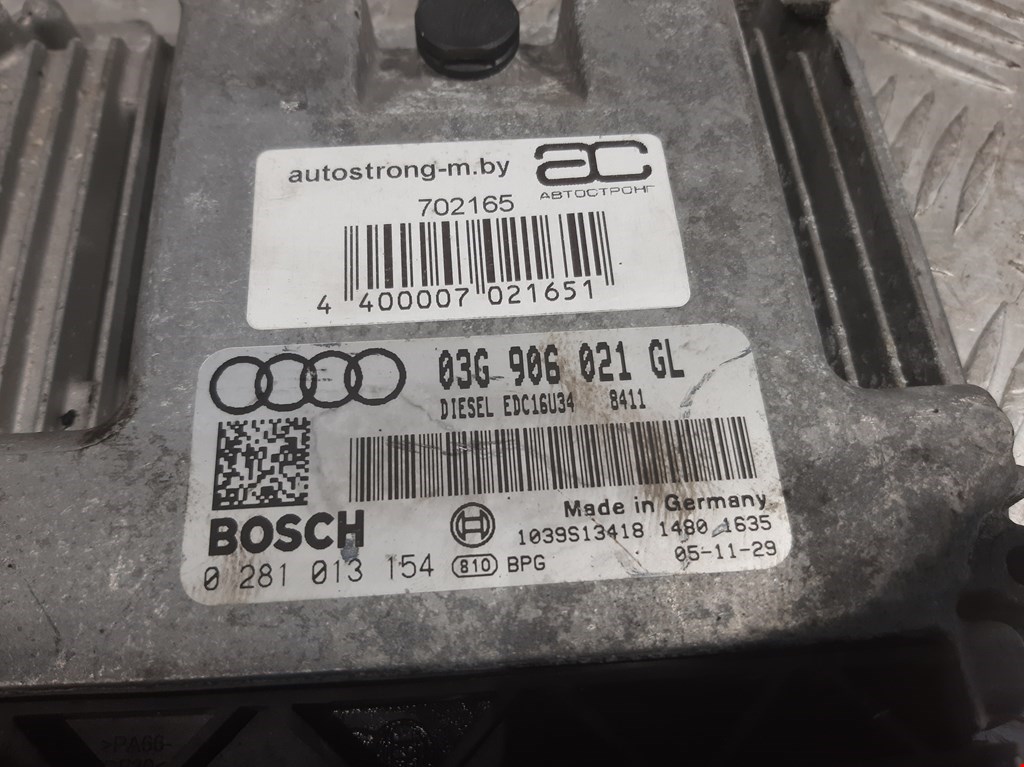 autostrong-m.by
ac
АВТОСТРОНГ
702165
4 400007 021651
03G 906 021 GL
DIESEL EDC16U34 8411
BOSCH
Made in Germany
1039S13418 1480 1635
0 281 013 154 810 BPG 05-11-29
>PA66-